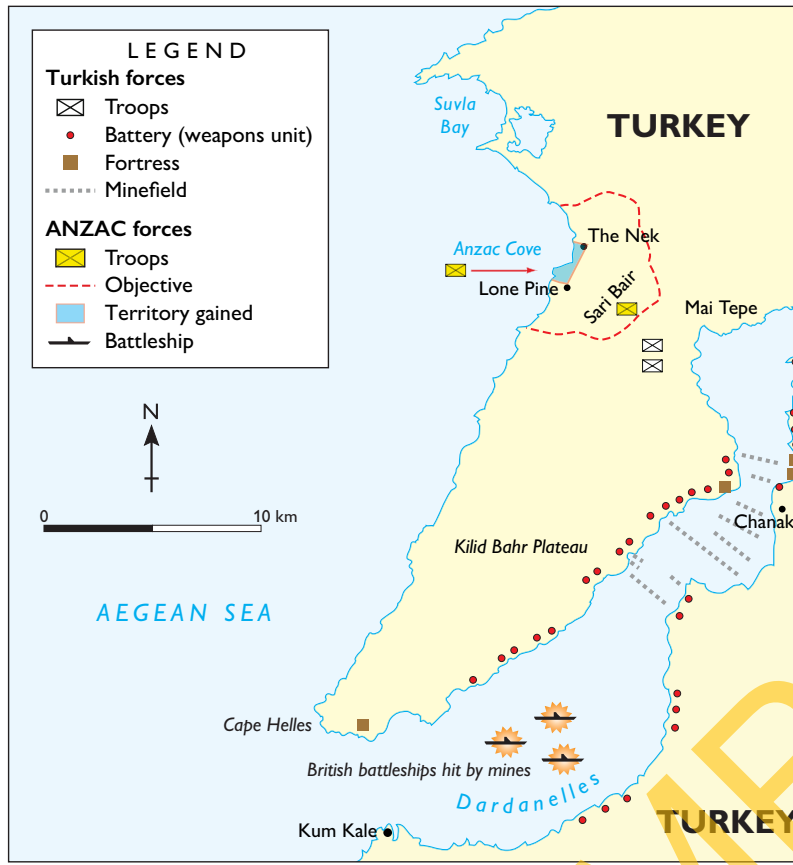 LEGEND
Turkish forces
Troops
Battery (weapons unit)
Fortress
Minefield
ANZAC forces
Troops
Objective
Territory gained
Battleship
N
0 10 km
Suvla
Bay
TURKEY
Anzac Cove
The Nek
Lone Pine
Sari Bair
Mai Tepe
Chanak
Kilid Bahr Plateau
AEGEAN SEA
Cape Helles
British battleships hit by mines
Dardanelles
Kum Kale
TURKEY